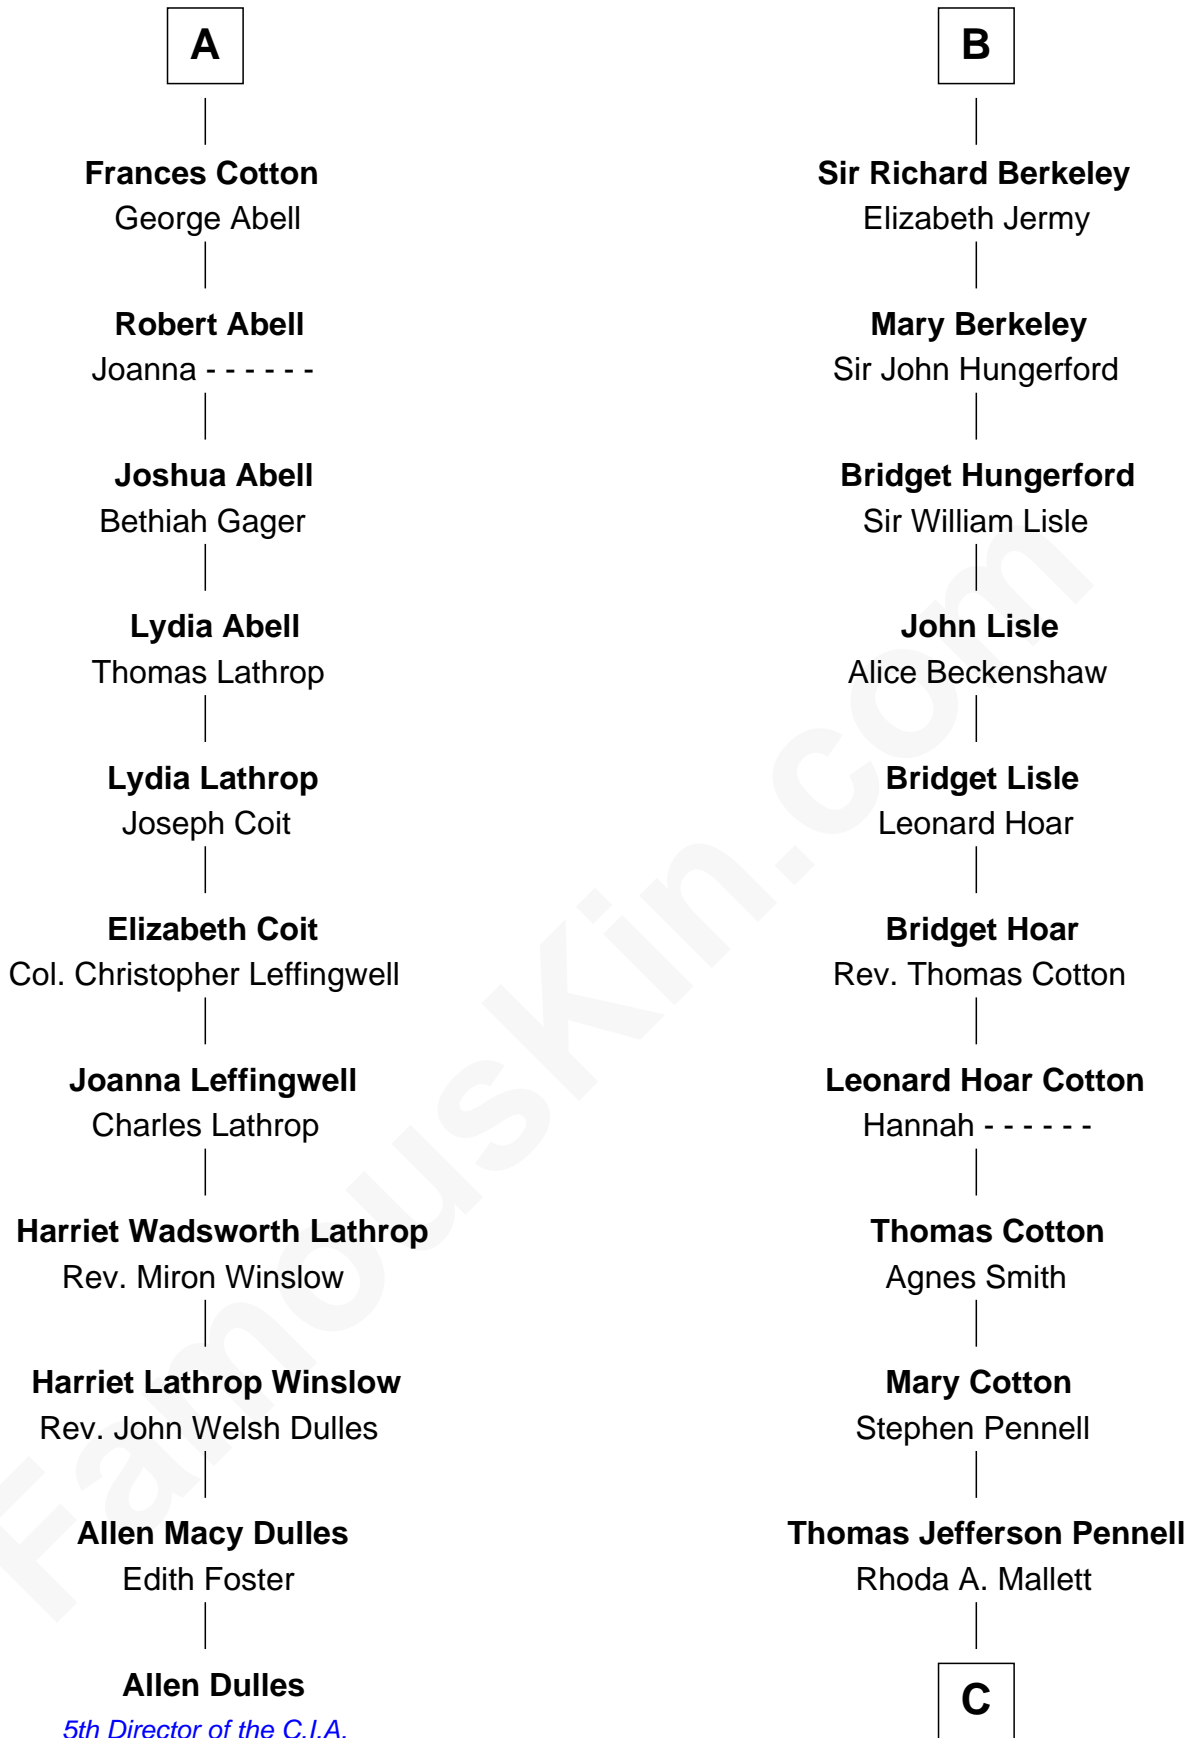 A
Frances Cotton
George Abell
Robert Abell
Joanna - - - - - -
Joshua Abell
Bethiah Gager
Lydia Abell
Thomas Lathrop
Lydia Lathrop
Joseph Coit
Elizabeth Coit
Col. Christopher Leffingwell
Joanna Leffingwell
Charles Lathrop
Harriet Wadsworth Lathrop
Rev. Miron Winslow
Harriet Lathrop Winslow
Rev. John Welsh Dulles
Allen Macy Dulles
Edith Foster
Allen Dulles
5th Director of the C.I.A.
B
Sir Richard Berkeley
Elizabeth Jermy
Mary Berkeley
Sir John Hungerford
Bridget Hungerford
Sir William Lisle
John Lisle
Alice Beckenshaw
Bridget Lisle
Leonard Hoar
Bridget Hoar
Rev. Thomas Cotton
Leonard Hoar Cotton
Hannah - - - - - -
Thomas Cotton
Agnes Smith
Mary Cotton
Stephen Pennell
Thomas Jefferson Pennell
Rhoda A. Mallett
C
FamousKin.com